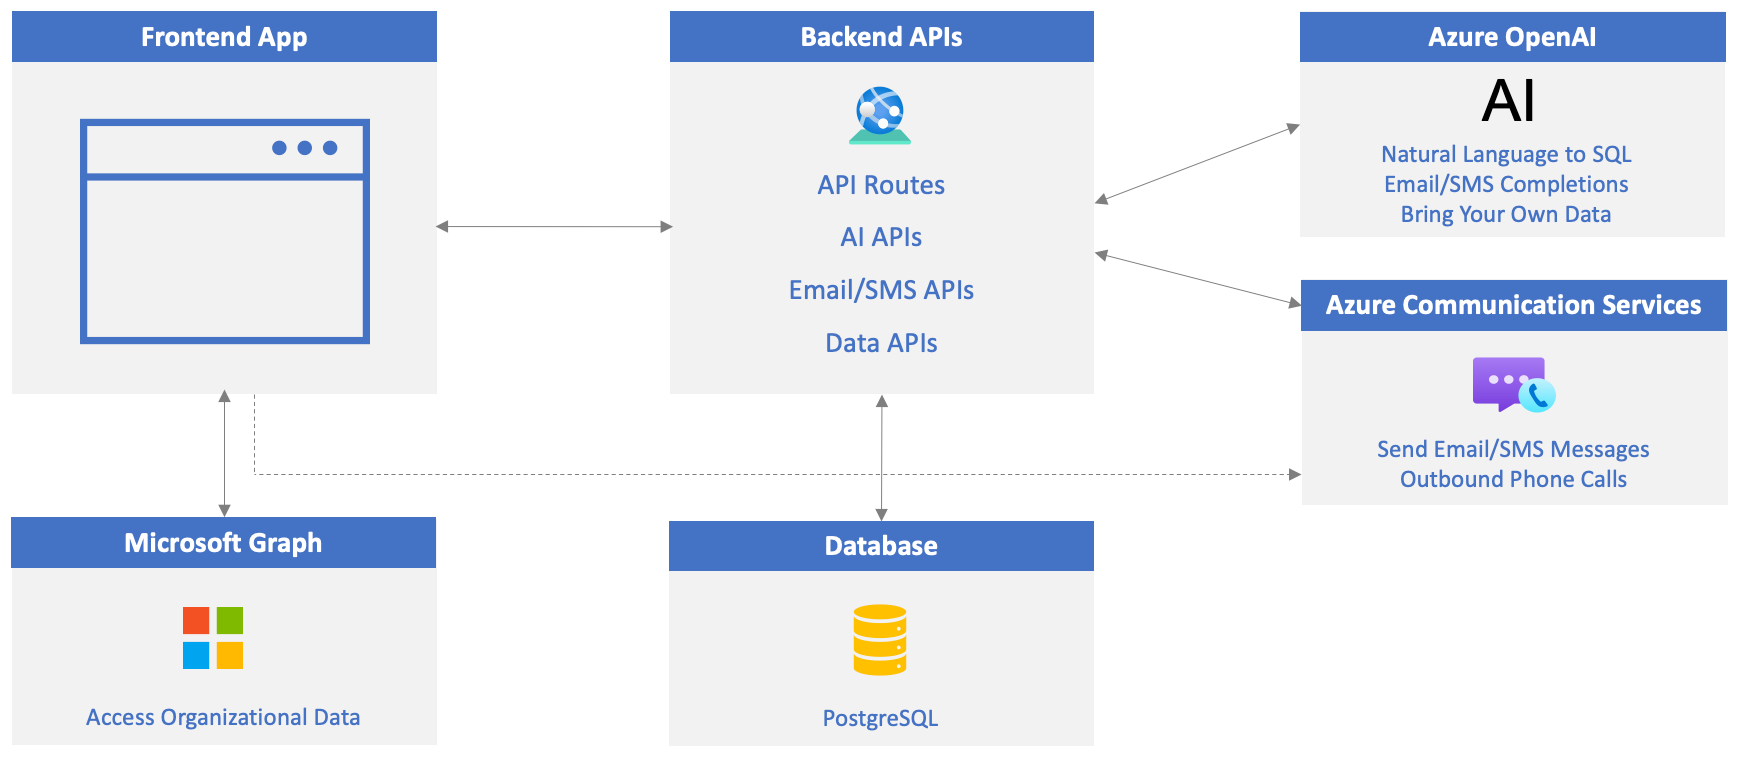 Frontend App
Backend APIs
API Routes
AI APIs
Email/SMS APIs
Data APIs
Azure OpenAI
AI
Natural Language to SQL
Email/SMS Completions
Bring Your Own Data
Azure Communication Services
Send Email/SMS Messages
Outbound Phone Calls
Microsoft Graph
Access Organizational Data
Database
PostgreSQL